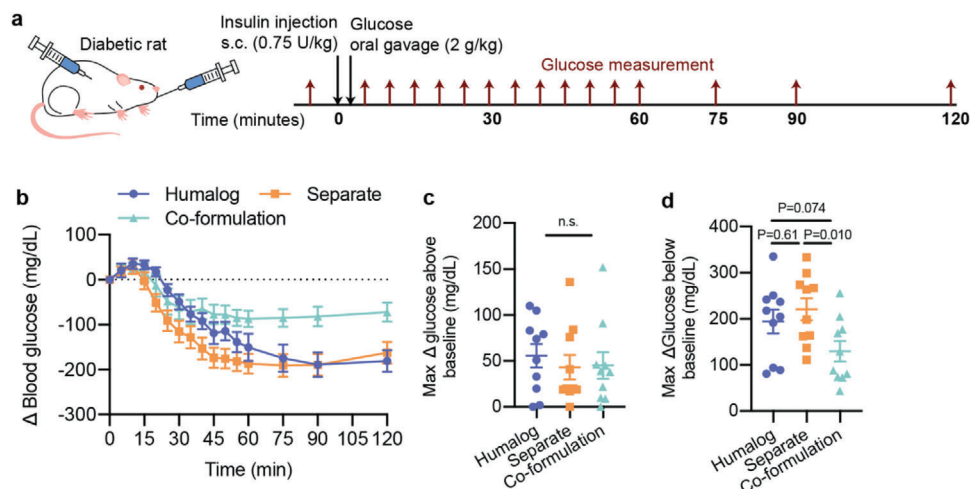 a
Diabetic rat
Insulin injection
s.c. (0.75 U/kg)
Glucose
oral gavage (2 g/kg)
Glucose measurement
Time (minutes)
0
30
60
75
90
120
b
Humalog
Separate
Co-formulation
Δ Blood glucose (mg/dL)
100
0
-100
-200
-300
0
15
30
45
60
75
90
105
120
Time (min)
c
Max Δ glucose above
baseline (mg/dL)
200
150
100
50
0
n.s.
Humalog
Separate
Co-formulation
d
Max ΔGlucose below
baseline (mg/dL)
400
300
200
100
0
P=0.074
P=0.61
P=0.010
Humalog
Separate
Co-formulation